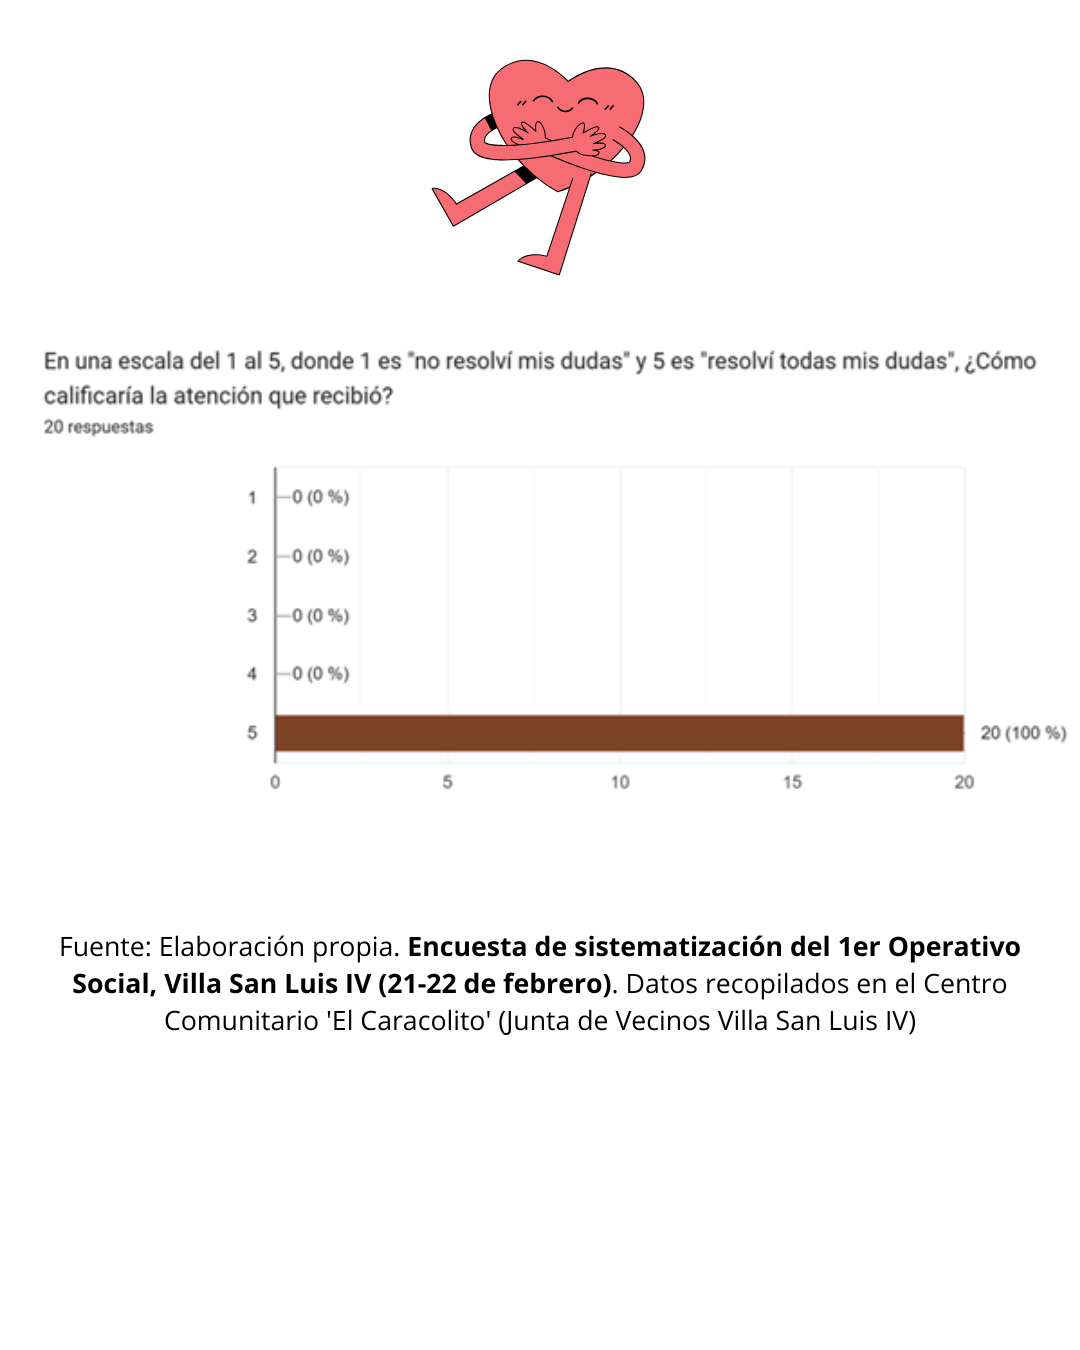 En una escala del 1 al 5, donde 1 es "no resolví mis dudas" y 5 es "resolví todas mis dudas", ¿Cómo
calificaría la atención que recibió?
20 respuestas
1 0 (0 %)
2 0 (0 %)
3 0 (0 %)
4 0 (0 %)
5 20 (100 %)
0 5 10 15 20
Fuente: Elaboración propia. Encuesta de sistematización del 1er Operativo
Social, Villa San Luis IV (21-22 de febrero). Datos recopilados en el Centro
Comunitario 'El Caracolito' (Junta de Vecinos Villa San Luis IV)